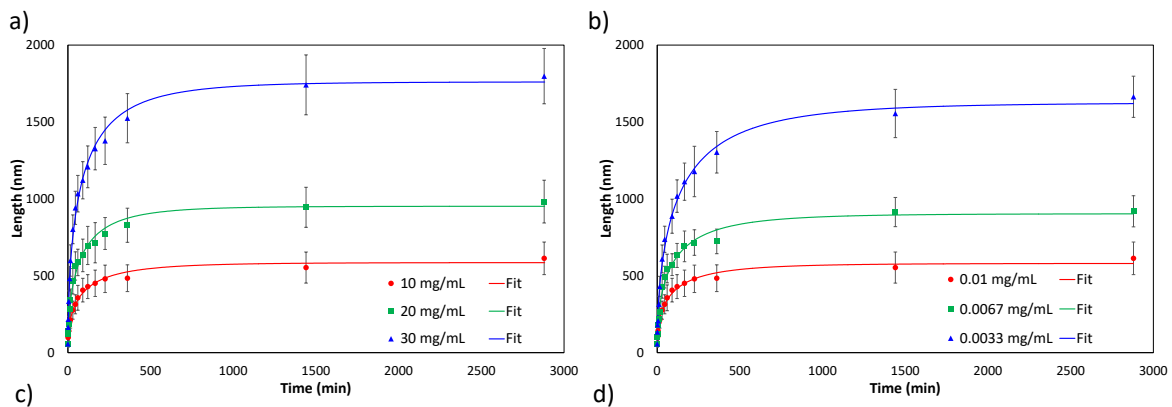 a)
2000
1500
1000
500
0
Length (nm)
10 mg/mL Fit
20 mg/mL Fit
30 mg/mL Fit
0 500 1000 1500 2000 2500 3000
Time (min)
b)
2000
1500
1000
500
0
Length (nm)
0.01 mg/mL Fit
0.0067 mg/mL Fit
0.0033 mg/mL Fit
0 500 1000 1500 2000 2500 3000
Time (min)
c)
d)